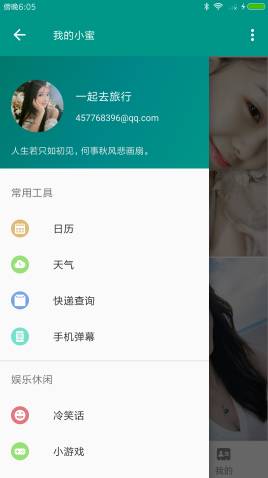 傍晚6:05
我的小蜜
一起去旅行
457768396@qq.com
人生若只如初见，何事秋风悲画扇。
常用工具
日历
天气
快递查询
手机弹幕
娱乐休闲
冷笑话
小游戏
我的